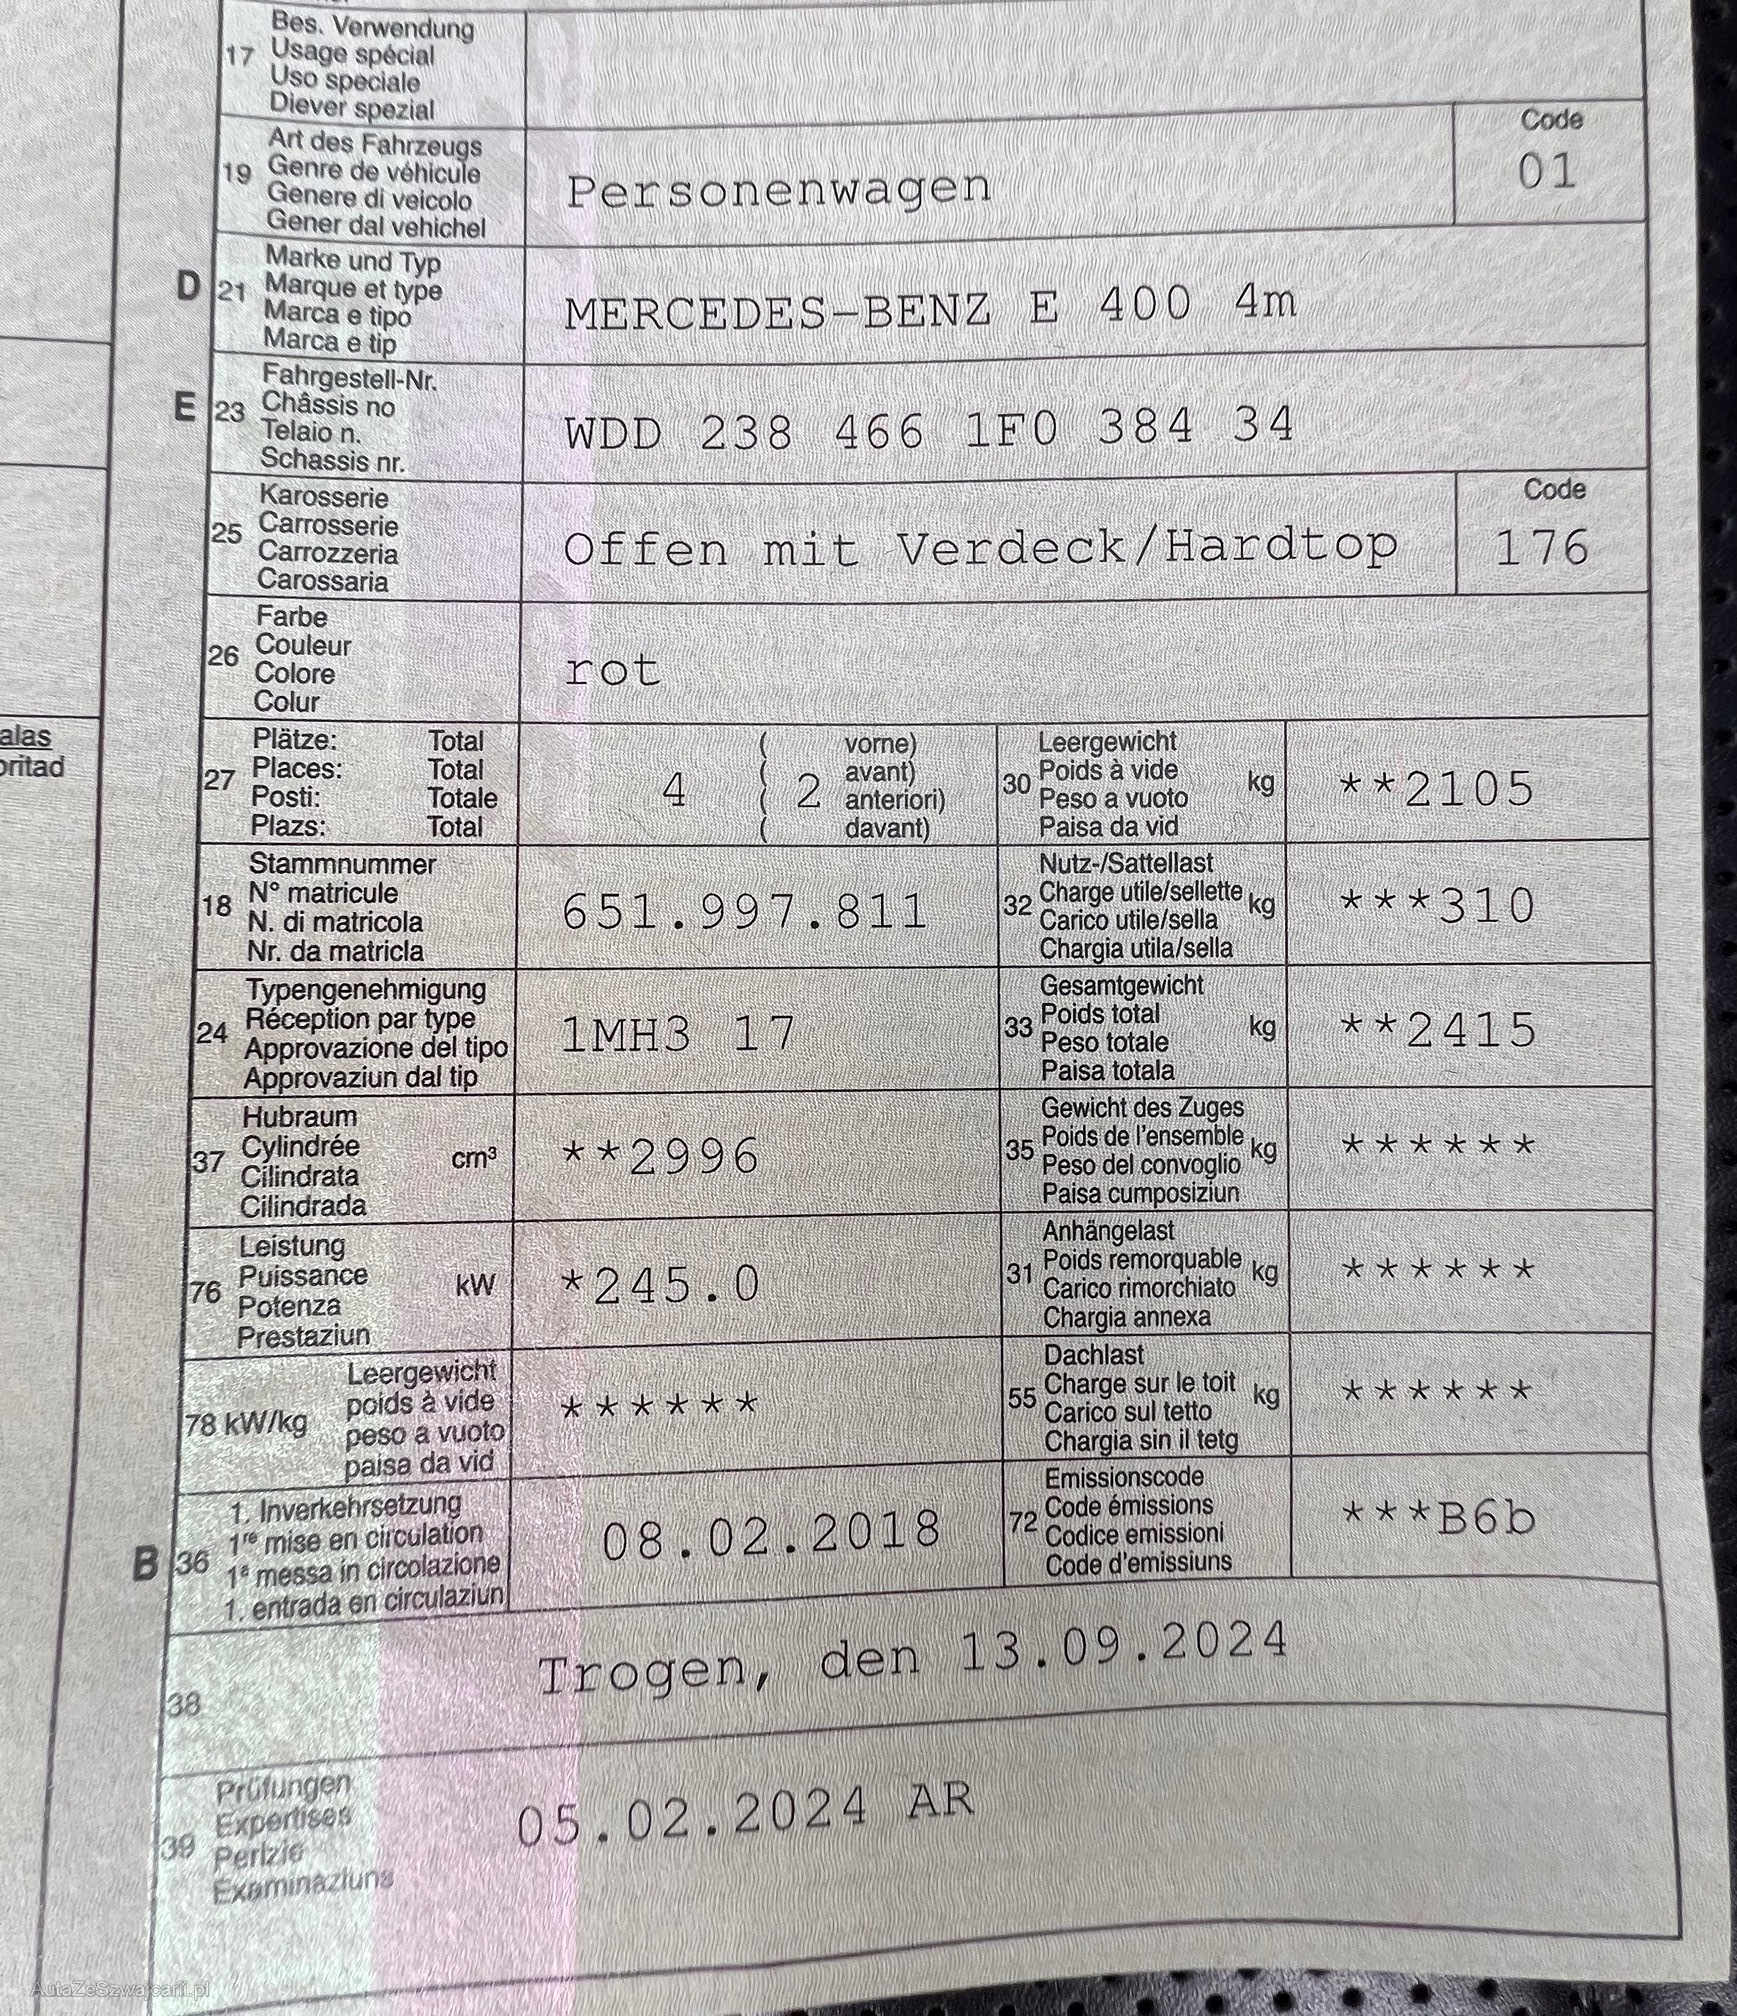 17 Bes. Verwendung
Usage spécial
Uso speciale
Diever spezial
19 Art des Fahrzeugs
Genre de véhicule
Genere di veicolo
Gener dal vehichel
Personenwagen
Code
01
D 21 Marke und Typ
Marque et type
Marca e tipo
Marca e tip
MERCEDES-BENZ E 400 4m
E 23 Fahrgestell-Nr.
Châssis no
Telaio n.
Schassis nr.
WDD 238 466 1F0 384 34
25 Karosserie
Carrosserie
Carrozzeria
Carossaria
Offen mit Verdeck/Hardtop
Code
176
26 Farbe
Couleur
Colore
Colur
rot
alas
oritad
27 Plätze: Total
Places: Total
Posti: Totale
Plazs: Total
4 ( 2 vorne)
( avant)
( anteriori)
( davant)
30 Leergewicht
Poids à vide kg
Peso a vuoto
Paisa da vid
**2105
18 Stammnummer
N° matricule
N. di matricola
Nr. da matricla
651.997.811
32 Nutz-/Sattellast
Charge utile/sellette kg
Carico utile/sella
Chargia utila/sella
***310
24 Typengenehmigung
Réception par type
Approvazione del tipo
Approvaziun dal tip
1MH3 17
33 Gesamtgewicht
Poids total kg
Peso totale
Paisa totala
**2415
37 Hubraum
Cylindrée cm³
Cilindrata
Cilindrada
**2996
35 Gewicht des Zuges
Poids de l'ensemble kg
Peso del convoglio
Paisa cumposiziun
******
76 Leistung
Puissance kW
Potenza
Prestaziun
*245.0
31 Anhängelast
Poids remorquable kg
Carico rimorchiato
Chargia annexa
******
78 kW/kg Leergewicht
poids à vide
peso a vuoto
paisa da vid
******
55 Dachlast
Charge sur le toit kg
Carico sul tetto
Chargia sin il tetg
******
B 36 1. Inverkehrsetzung
1re mise en circulation
1a messa in circolazione
1. entrada en circulaziun
08.02.2018
72 Emissionscode
Code émissions
Codice emissioni
Code d'emissiuns
***B6b
38
Trogen, den 13.09.2024
39 Prüfungen
Expertises
Perizie
Examinaziuns
05.02.2024 AR
AutaZeSzwajcarii.pl